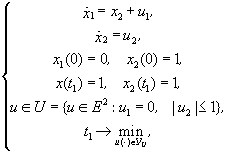 ẋ₁ = x₂ + u₁,
ẋ₂ = u₂,
x₁(0) = 0, x₂(0) = 1,
x(t₁) = 1, x₂(t₁) = 1,
u ∈ U = {u ∈ E² : u₁ = 0, | u₂ |≤ 1},
t₁ → min u(·)∈𝒱_U ,